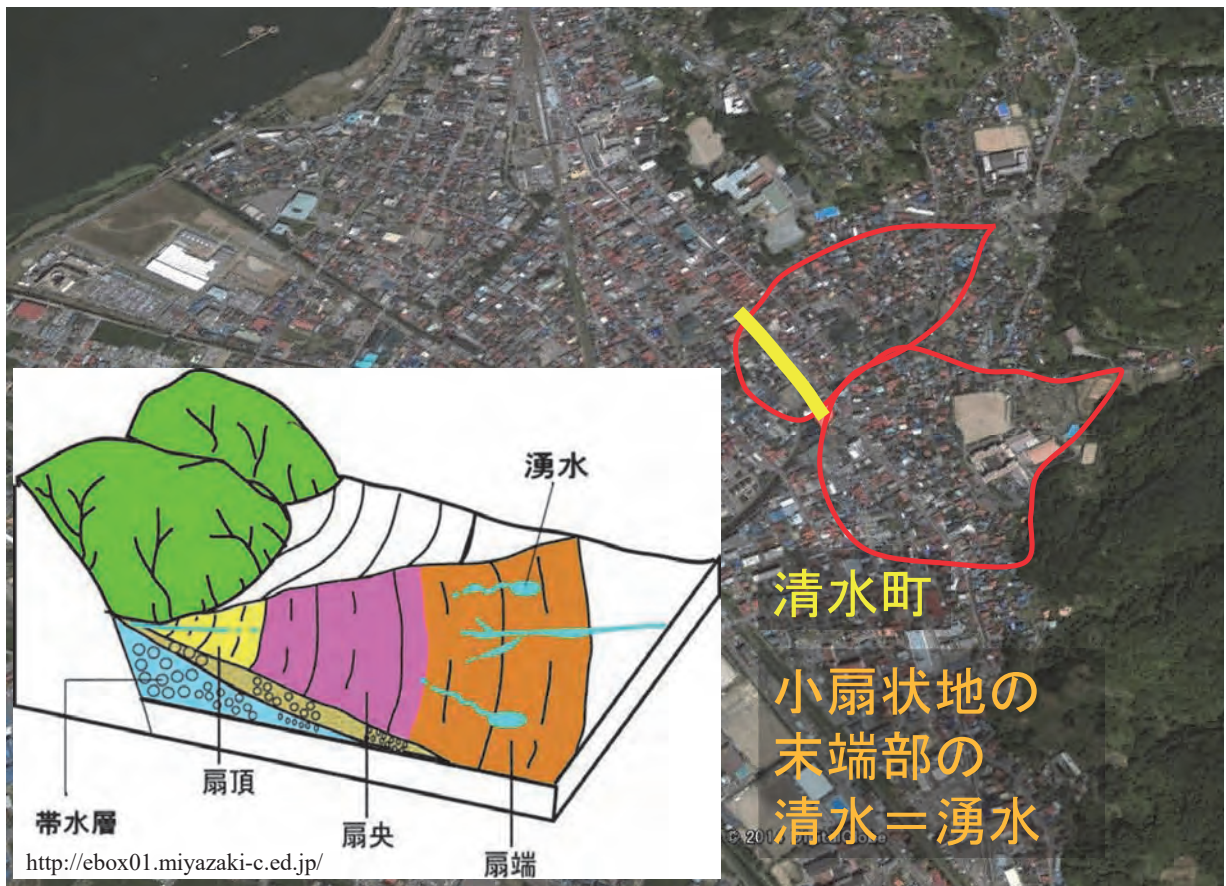 湧水
扇頂
帯水層
扇央
扇端
http://ebox01.miyazaki-c.ed.jp/
清水町
小扇状地の
末端部の
清水＝湧水